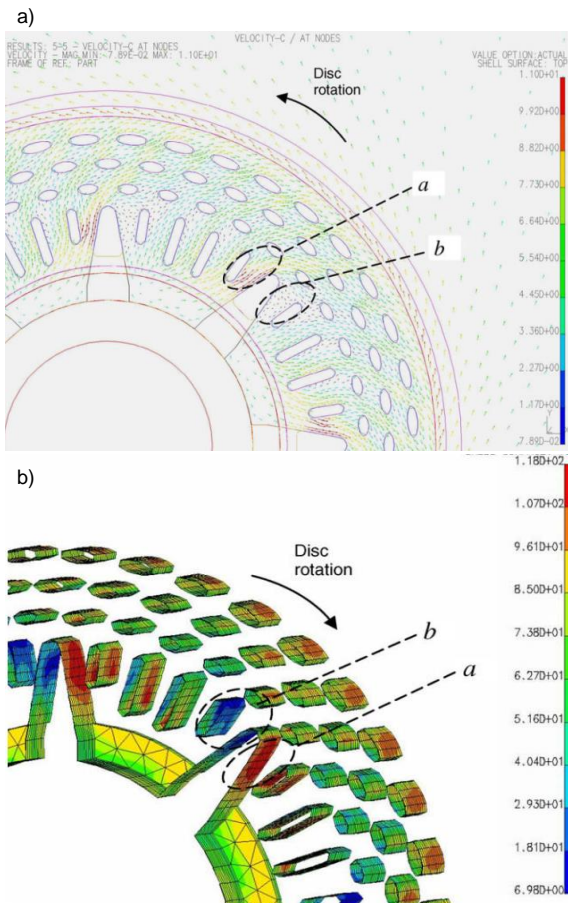 a)
VELOCITY-C / AT NODES
RESULTS: 5-5 - VELOCITY-C AT NODES
VELOCITY - MAG MIN: 7.89E-02 MAX: 1.10E+01
FRAME OF REF: PART
VALUE OPTION:ACTUAL
SHELL SURFACE: TOP
Disc
rotation
a
b
1.10D+01
9.92D+00
8.82D+00
7.73D+00
6.64D+00
5.54D+00
4.45D+00
3.36D+00
2.27D+00
1.17D+00
7.89D-02
b)
Disc
rotation
b
a
1.18D+02
1.07D+02
9.61D+01
8.50D+01
7.38D+01
6.27D+01
5.16D+01
4.04D+01
2.93D+01
1.81D+01